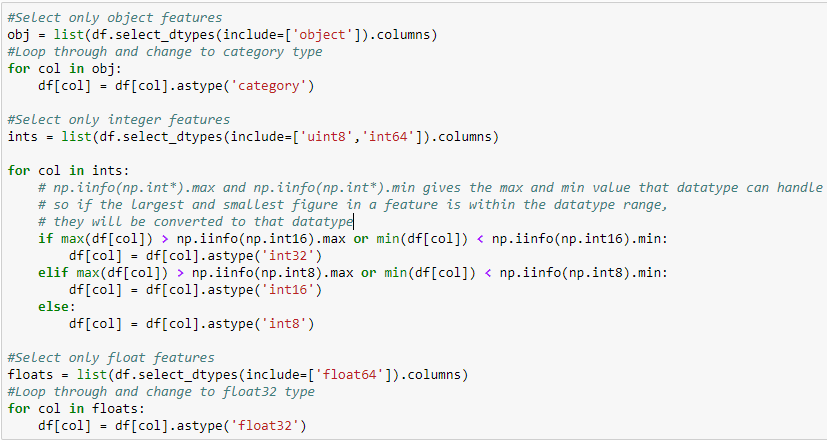 #Select only object features
obj = list(df.select_dtypes(include=['object']).columns)
#Loop through and change to category type
for col in obj:
    df[col] = df[col].astype('category')

#Select only integer features
ints = list(df.select_dtypes(include=['uint8','int64']).columns)

for col in ints:
    # np.iinfo(np.int*).max and np.iinfo(np.int*).min gives the max and min value that datatype can handle
    # so if the largest and smallest figure in a feature is within the datatype range,
    # they will be converted to that datatype
    if max(df[col]) > np.iinfo(np.int16).max or min(df[col]) < np.iinfo(np.int16).min:
        df[col] = df[col].astype('int32')
    elif max(df[col]) > np.iinfo(np.int8).max or min(df[col]) < np.iinfo(np.int8).min:
        df[col] = df[col].astype('int16')
    else:
        df[col] = df[col].astype('int8')

#Select only float features
floats = list(df.select_dtypes(include=['float64']).columns)
#Loop through and change to float32 type
for col in floats:
    df[col] = df[col].astype('float32')